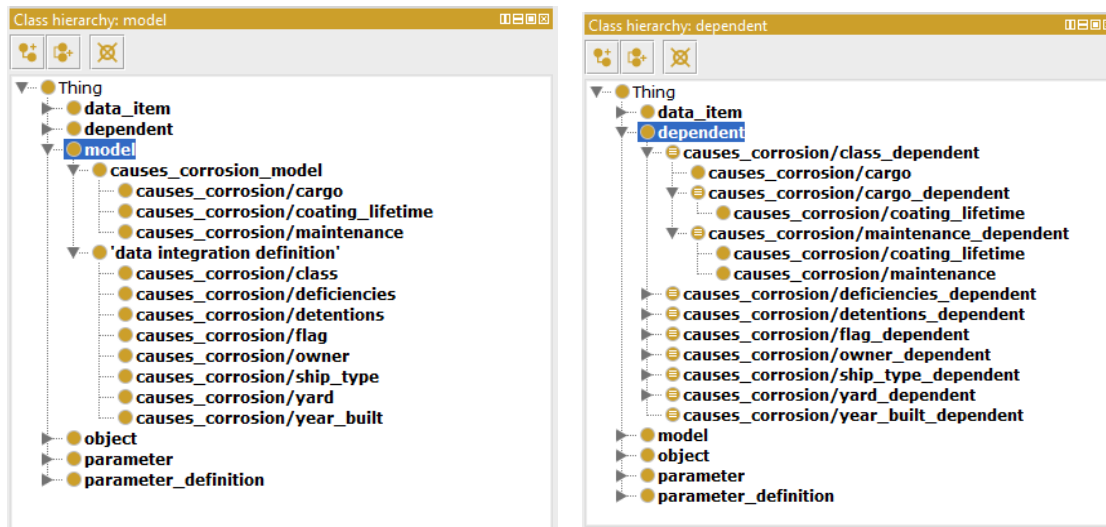 Class hierarchy: model
Thing
data_item
dependent
model
causes_corrosion_model
causes_corrosion/cargo
causes_corrosion/coating_lifetime
causes_corrosion/maintenance
'data integration definition'
causes_corrosion/class
causes_corrosion/deficiencies
causes_corrosion/detentions
causes_corrosion/flag
causes_corrosion/owner
causes_corrosion/ship_type
causes_corrosion/yard
causes_corrosion/year_built
object
parameter
parameter_definition
Class hierarchy: dependent
Thing
data_item
dependent
causes_corrosion/class_dependent
causes_corrosion/cargo
causes_corrosion/cargo_dependent
causes_corrosion/coating_lifetime
causes_corrosion/maintenance_dependent
causes_corrosion/coating_lifetime
causes_corrosion/maintenance
causes_corrosion/deficiencies_dependent
causes_corrosion/detentions_dependent
causes_corrosion/flag_dependent
causes_corrosion/owner_dependent
causes_corrosion/ship_type_dependent
causes_corrosion/yard_dependent
causes_corrosion/year_built_dependent
model
object
parameter
parameter_definition